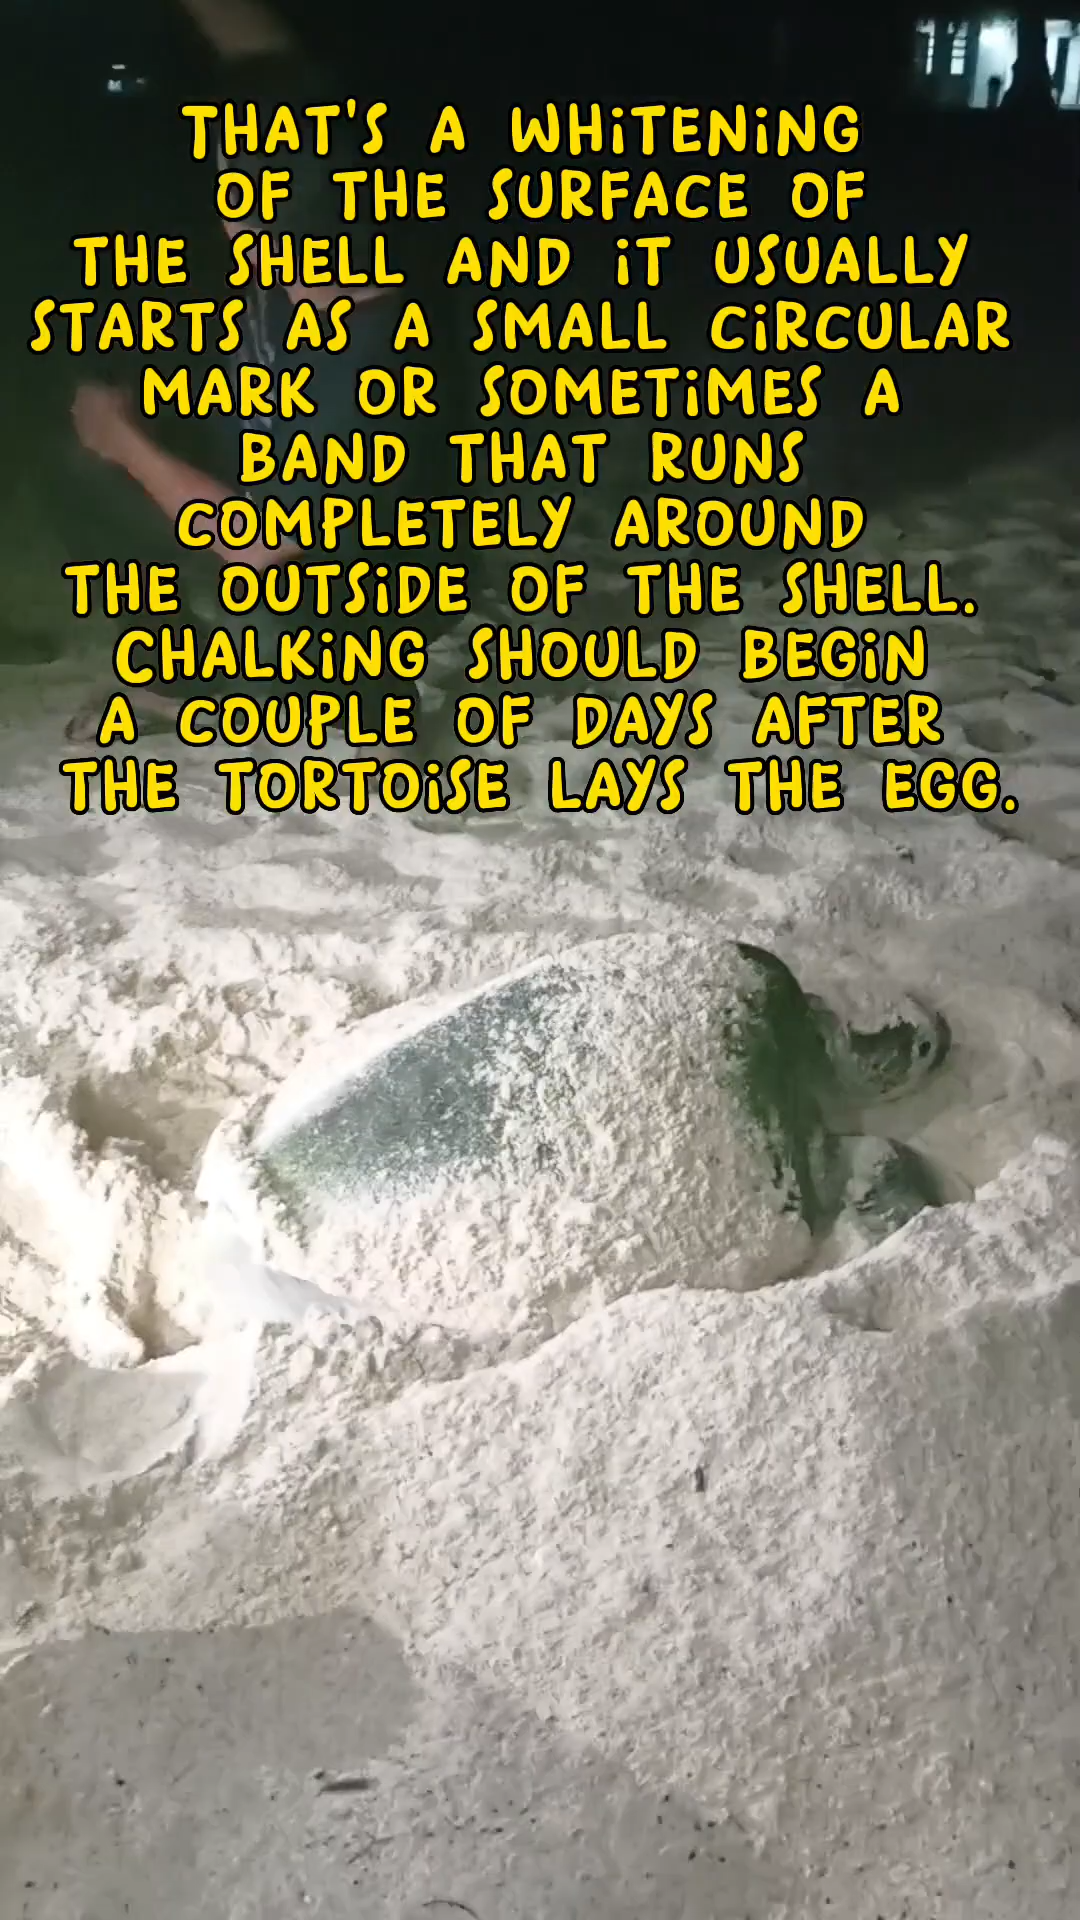 THAT'S A WHITENING
OF THE SURFACE OF
THE SHELL AND IT USUALLY
STARTS AS A SMALL CIRCULAR
MARK OR SOMETIMES A
BAND THAT RUNS
COMPLETELY AROUND
THE OUTSIDE OF THE SHELL.
CHALKING SHOULD BEGIN
A COUPLE OF DAYS AFTER
THE TORTOISE LAYS THE EGG.